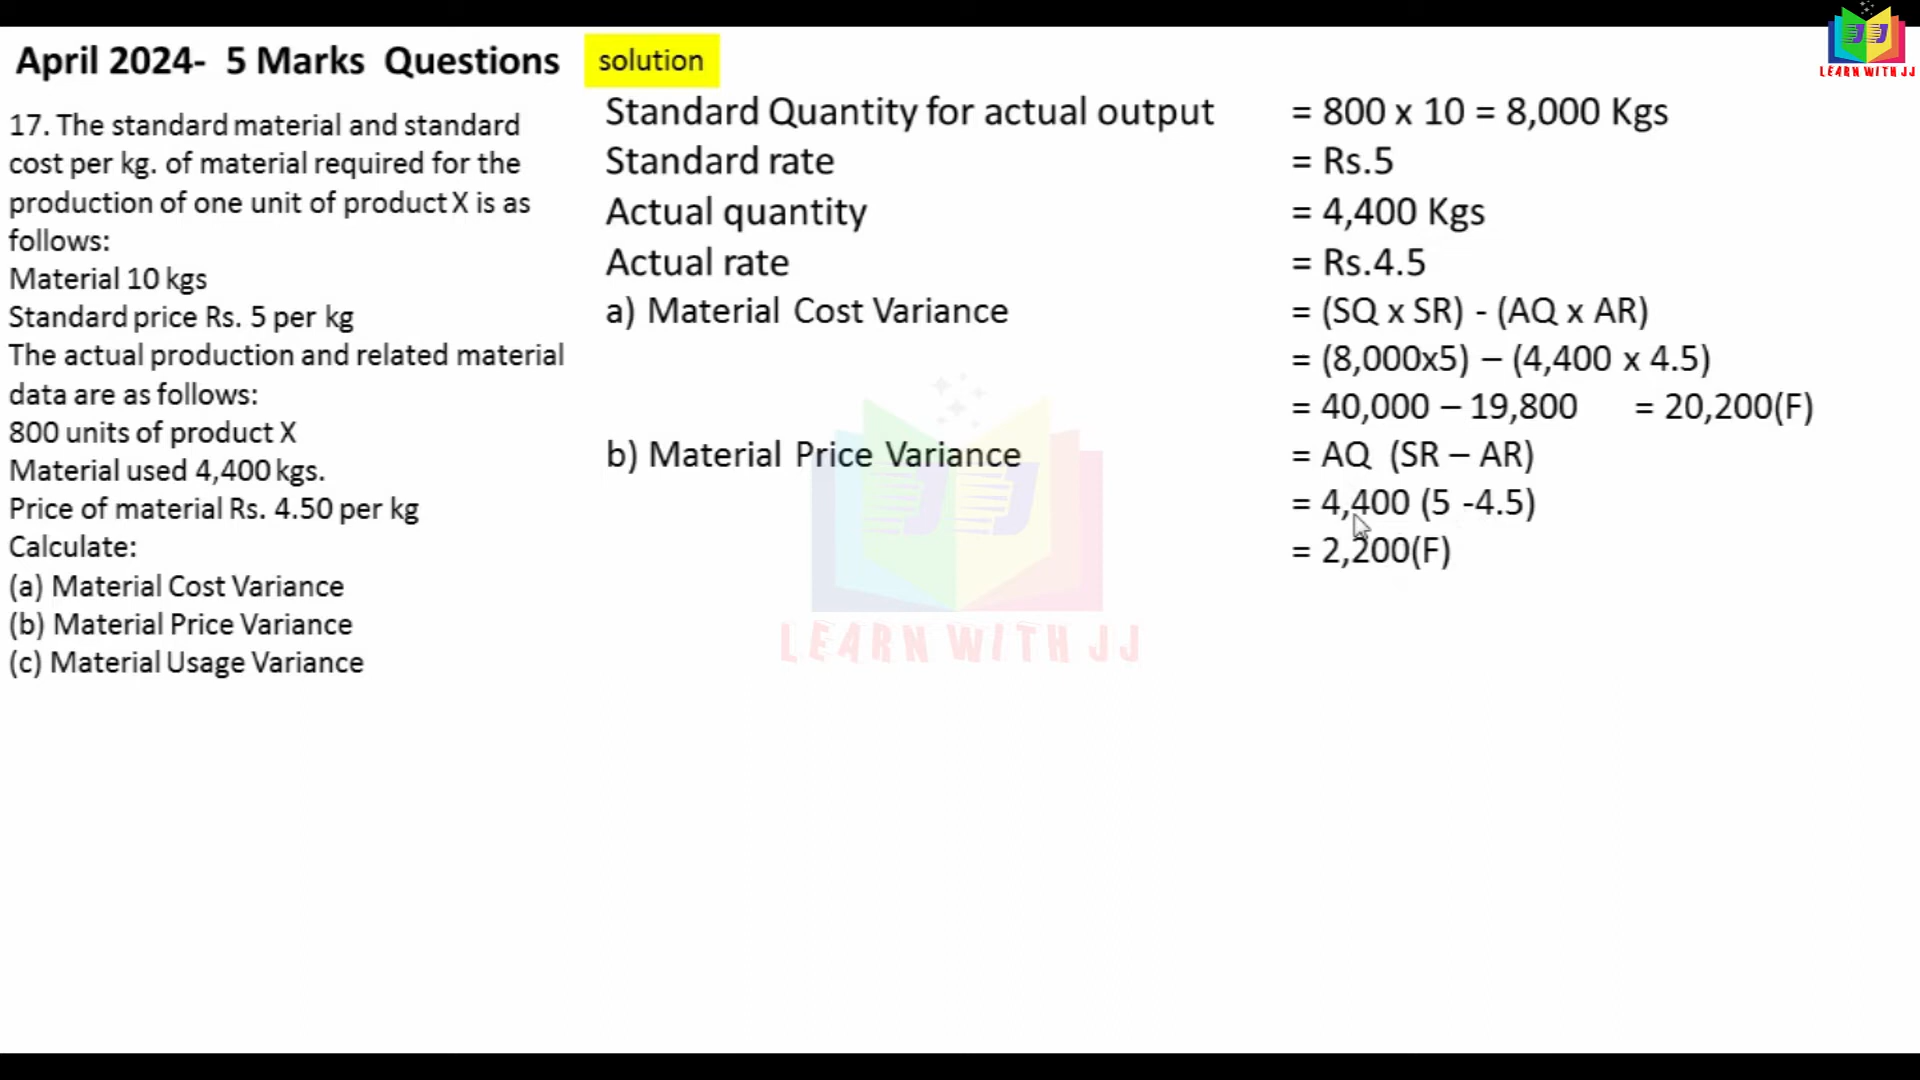 April 2024- 5 Marks Questions
solution
17. The standard material and standard
cost per kg. of material required for the
production of one unit of product X is as
follows:
Material 10 kgs
Standard price Rs. 5 per kg
The actual production and related material
data are as follows:
800 units of product X
Material used 4,400 kgs.
Price of material Rs. 4.50 per kg
Calculate:
(a) Material Cost Variance
(b) Material Price Variance
(c) Material Usage Variance
Standard Quantity for actual output = 800 x 10 = 8,000 Kgs
Standard rate = Rs.5
Actual quantity = 4,400 Kgs
Actual rate = Rs.4.5
a) Material Cost Variance = (SQ x SR) - (AQ x AR)
= (8,000x5) – (4,400 x 4.5)
= 40,000 – 19,800 = 20,200(F)
b) Material Price Variance = AQ (SR – AR)
= 4,400 (5 -4.5)
= 2,200(F)
JJ
LEARN WITH JJ
JJ
LEARN WITH JJ